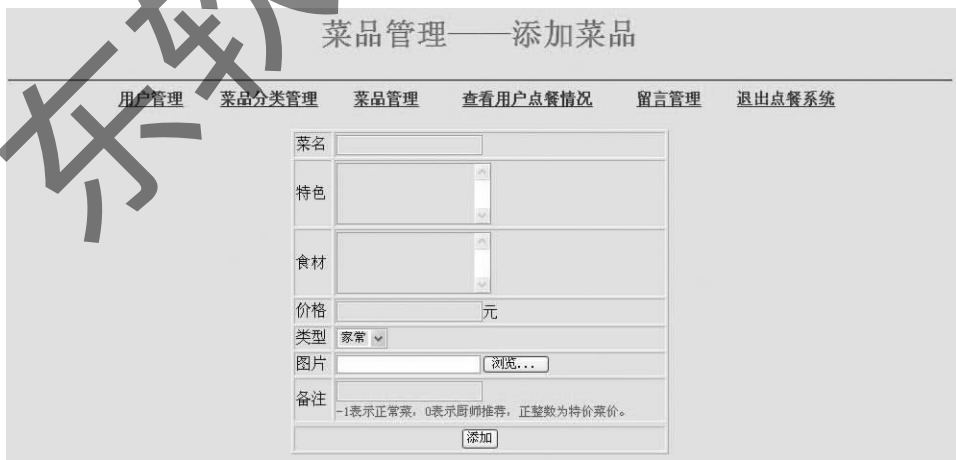 菜品管理——添加菜品
用户管理 菜品分类管理 菜品管理 查看用户点餐情况 留言管理 退出点餐系统
菜名
特色
食材
价格 元
类型 家常
图片 浏览...
备注
-1表示正常菜，0表示厨师推荐，正整数为特价菜价。
添加
东软